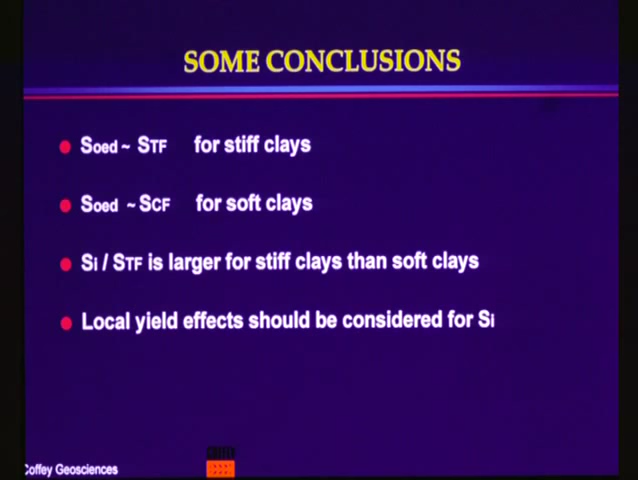 SOME CONCLUSIONS
Soed ~ STF for stiff clays
Soed ~ SCF for soft clays
Si / STF is larger for stiff clays than soft clays
Local yield effects should be considered for Si
Coffey Geosciences